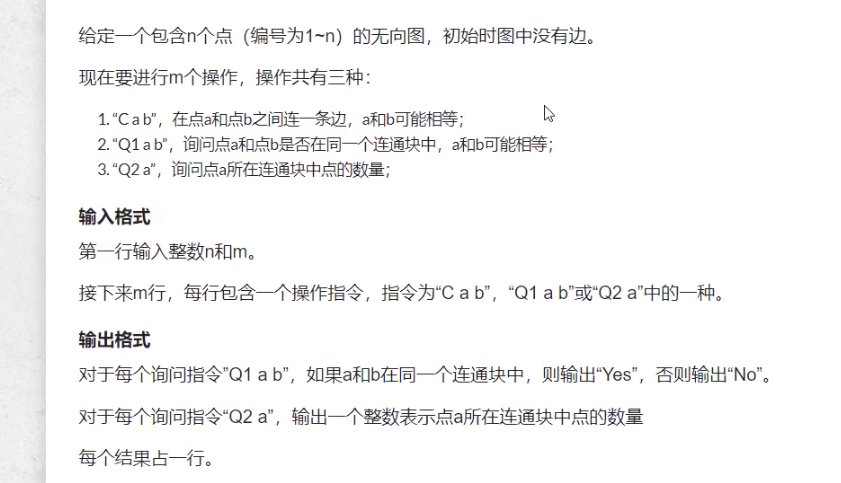 给定一个包含n个点（编号为1~n）的无向图，初始时图中没有边。
现在要进行m个操作，操作共有三种：
1. “C a b”，在点a和点b之间连一条边，a和b可能相等；
2. “Q1 a b”，询问点a和点b是否在同一个连通块中，a和b可能相等；
3. “Q2 a”，询问点a所在连通块中点的数量；
输入格式
第一行输入整数n和m。
接下来m行，每行包含一个操作指令，指令为“C a b”，“Q1 a b”或“Q2 a”中的一种。
输出格式
对于每个询问指令”Q1 a b”，如果a和b在同一个连通块中，则输出“Yes”，否则输出“No”。
对于每个询问指令“Q2 a”，输出一个整数表示点a所在连通块中点的数量
每个结果占一行。